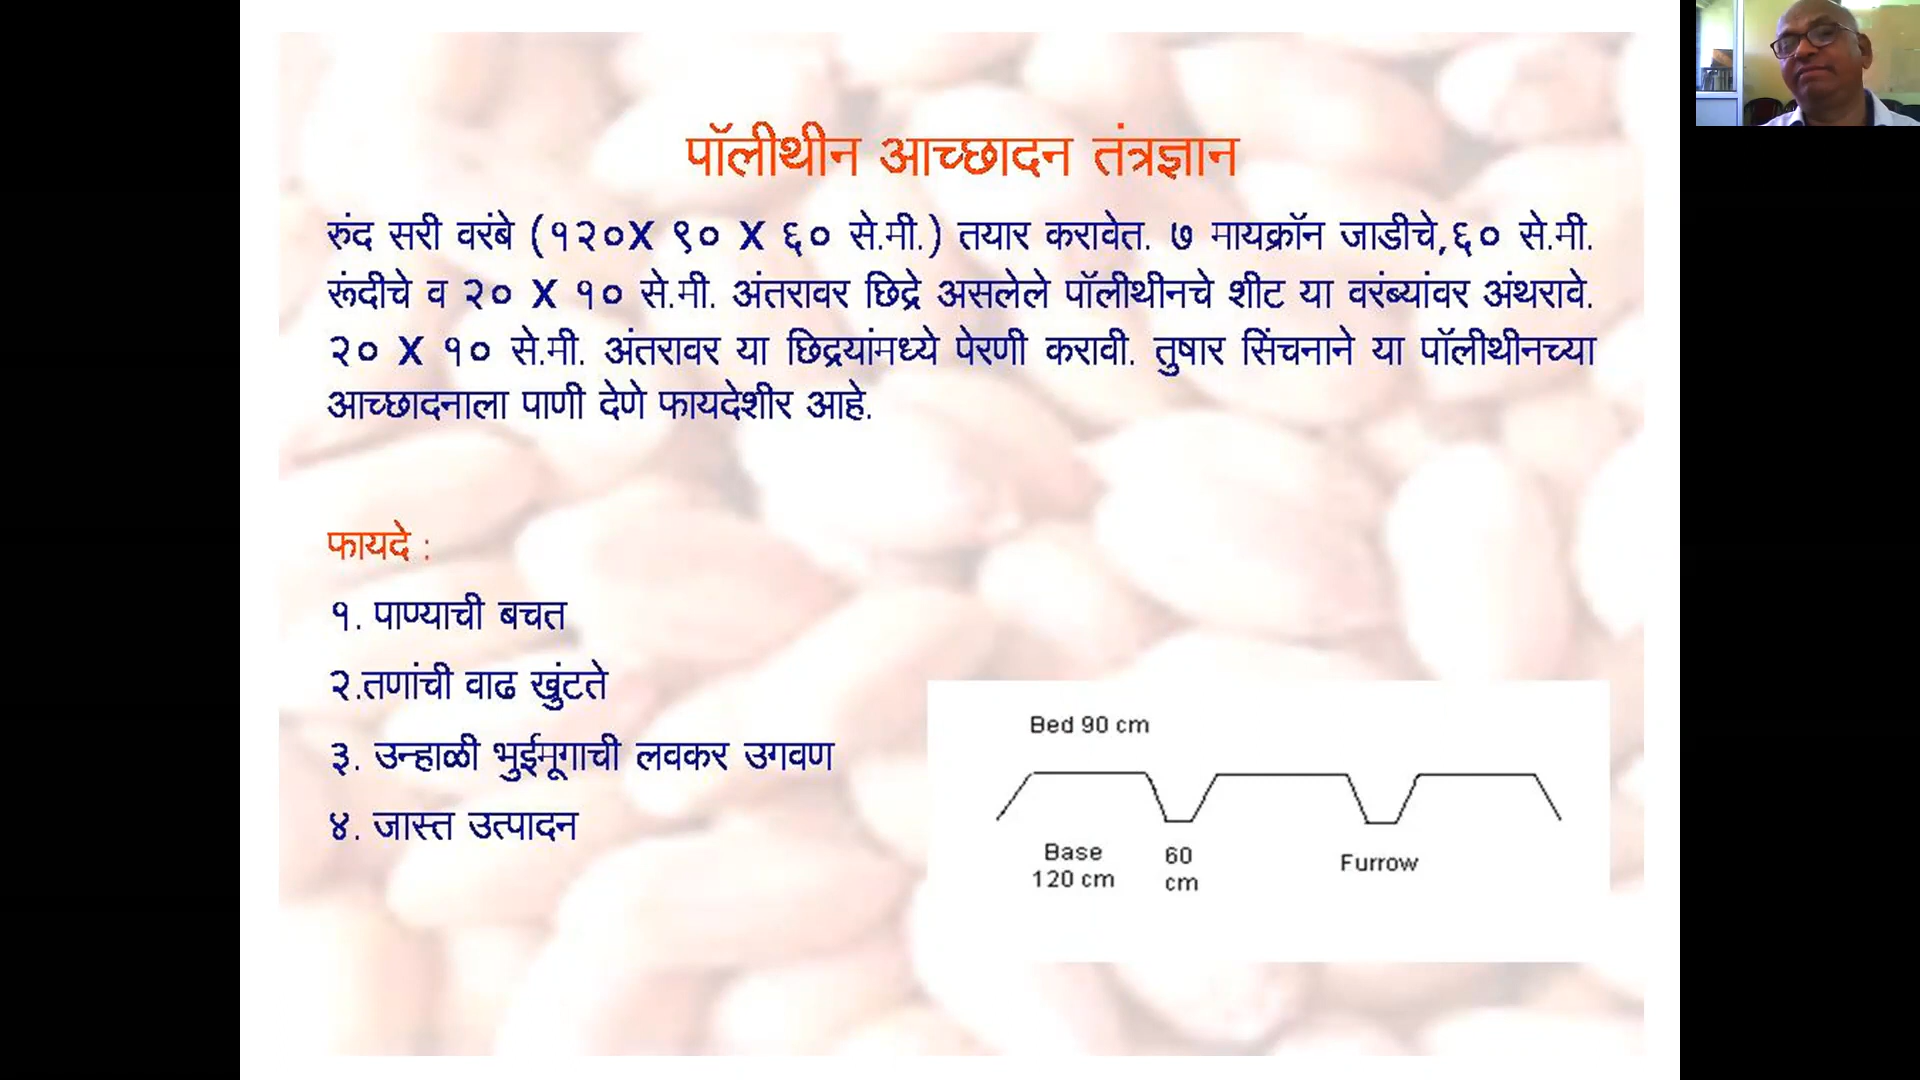 पॉलीथीन आच्छादन तंत्रज्ञान
रुंद सरी वरंबे (१२०X ९० X ६० से.मी.) तयार करावेत. ७ मायक्रॉन जाडीचे,६० से.मी.
रूंदीचे व २० X १० से.मी. अंतरावर छिद्रे असलेले पॉलीथीनचे शीट या वरंब्यांवर अंथरावे.
२० X १० से.मी. अंतरावर या छिद्रयांमध्ये पेरणी करावी. तुषार सिंचनाने या पॉलीथीनच्या
आच्छादनाला पाणी देणे फायदेशीर आहे.
फायदे :
१. पाण्याची बचत
२.तणांची वाढ खुंटते
३. उन्हाळी भुईमूगाची लवकर उगवण
४. जास्त उत्पादन
Bed 90 cm
Base
120 cm
60
cm
Furrow